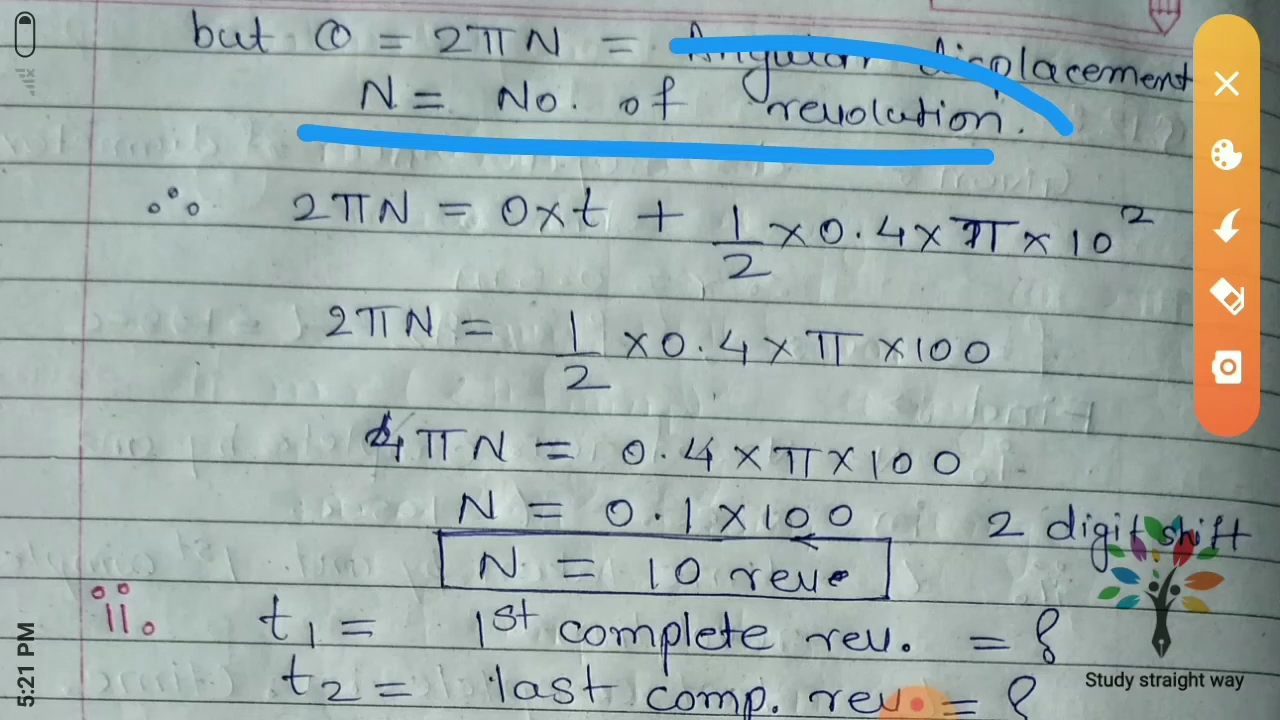 but θ = 2πN = Angular displacement
N = No. of revolution.
∴ 2πN = 0xt + 1/2 x 0.4 x π x 10²
2πN = 1/2 x 0.4 x π x 100
4πN = 0.4 x π x 100
N = 0.1 x 100 2 digit shift
N = 10 rev.
ii. t₁ = 1st complete rev. = ?
t₂ = last comp. rev. = ?
Study straight way
5:21 PM